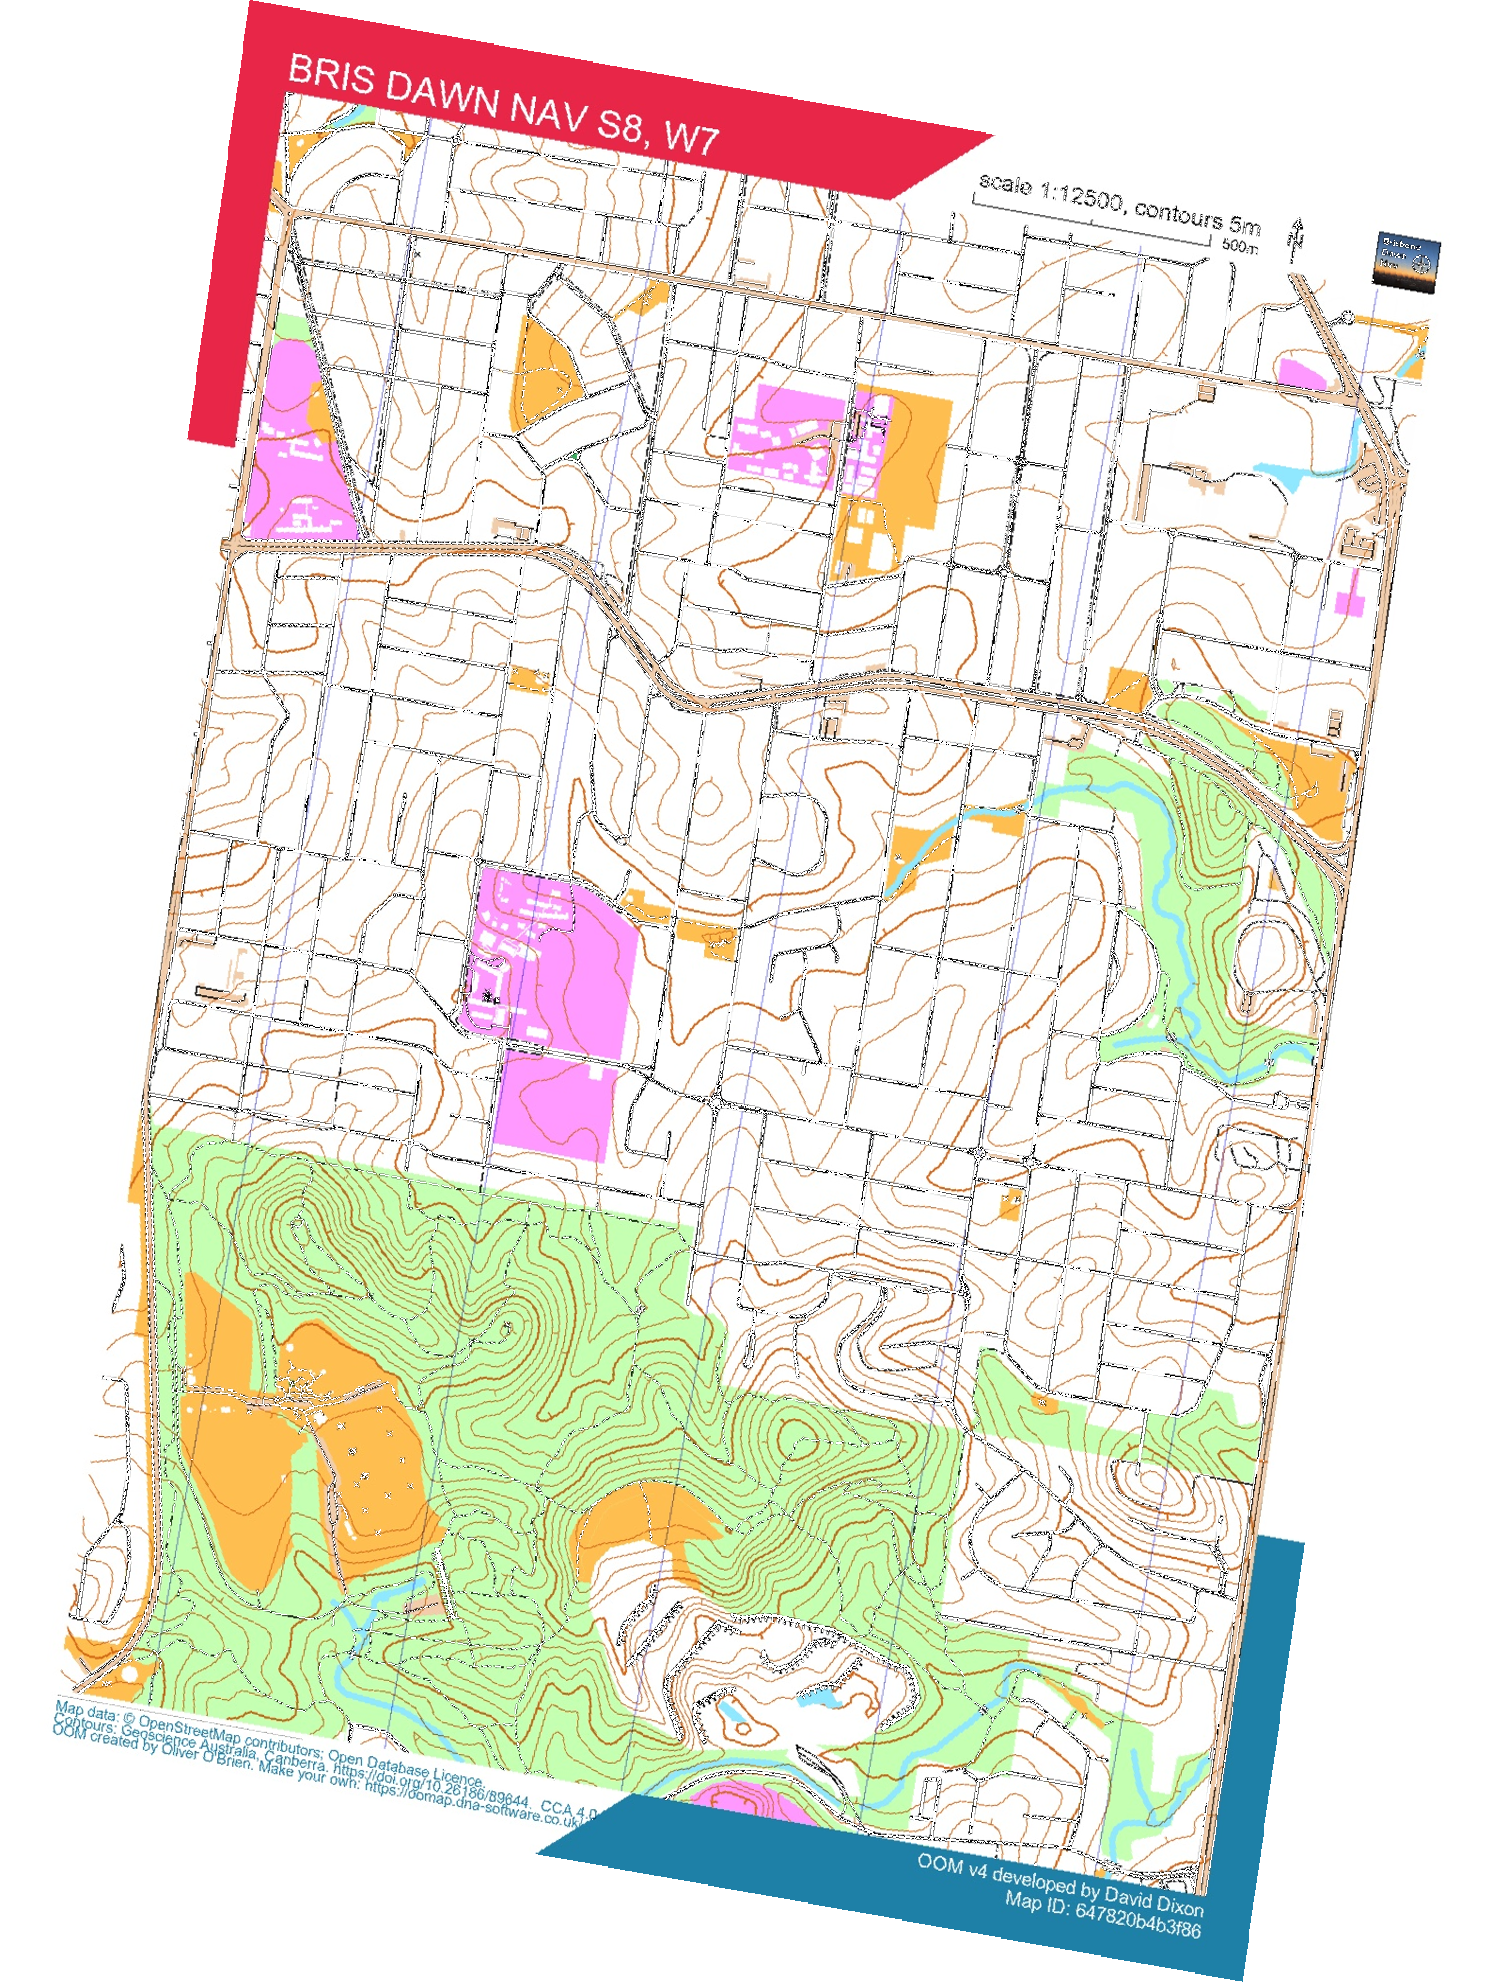 BRIS DAWN NAV S8, W7
scale 1:12500, contours 5m
500m
N
Brisbane
Map data: © OpenStreetMap contributors; Open Database Licence.
Contours: Geoscience Australia, Canberra. https://doi.org/10.26186/89644. CCA 4.0
OOM created by Oliver O'Brien. Make your own: https://oomap.dna-software.co.uk/
OOM v4 developed by David Dixon
Map ID: 647820b4b3f86